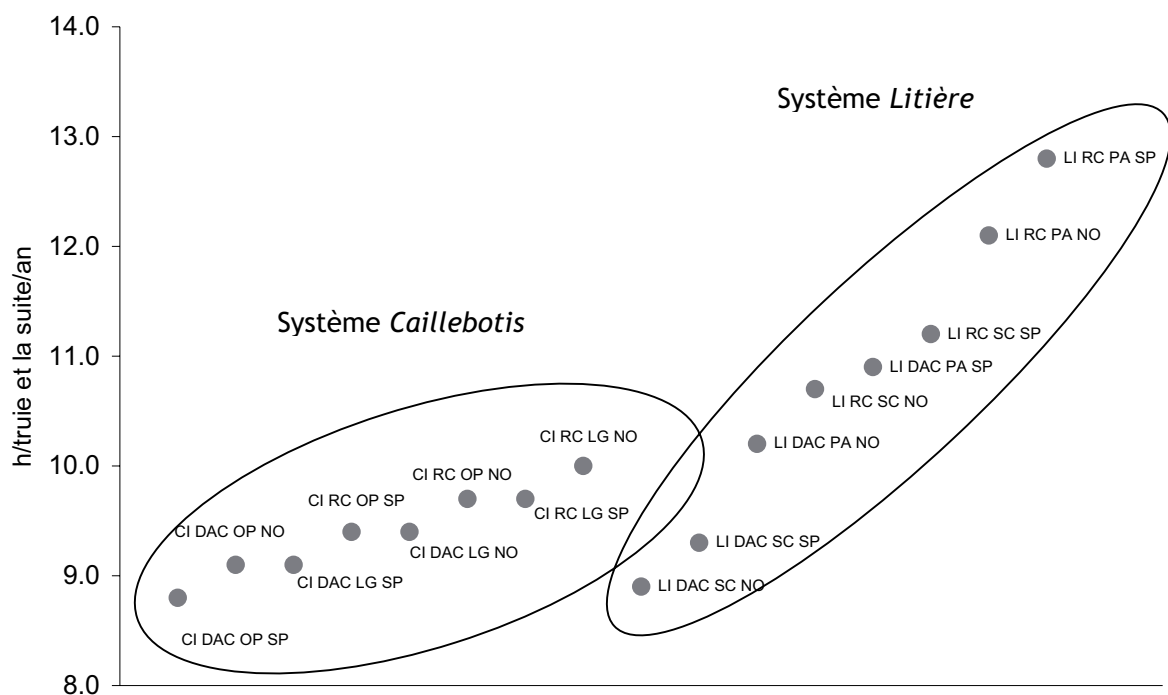 14.0
13.0
12.0
11.0
10.0
9.0
8.0
h/truie et la suite/an
Système Caillebotis
Système Litière
CI DAC OP SP
CI DAC OP NO
CI DAC LG SP
CI RC OP SP
CI DAC LG NO
CI RC OP NO
CI RC LG SP
CI RC LG NO
LI DAC SC NO
LI DAC SC SP
LI DAC PA NO
LI RC SC NO
LI DAC PA SP
LI RC SC SP
LI RC PA NO
LI RC PA SP